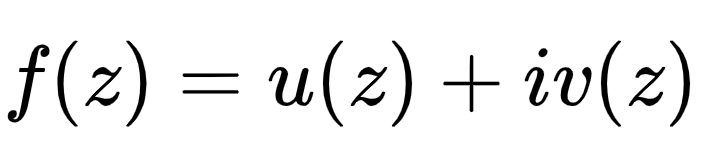 f(z) = u(z) + iv(z)